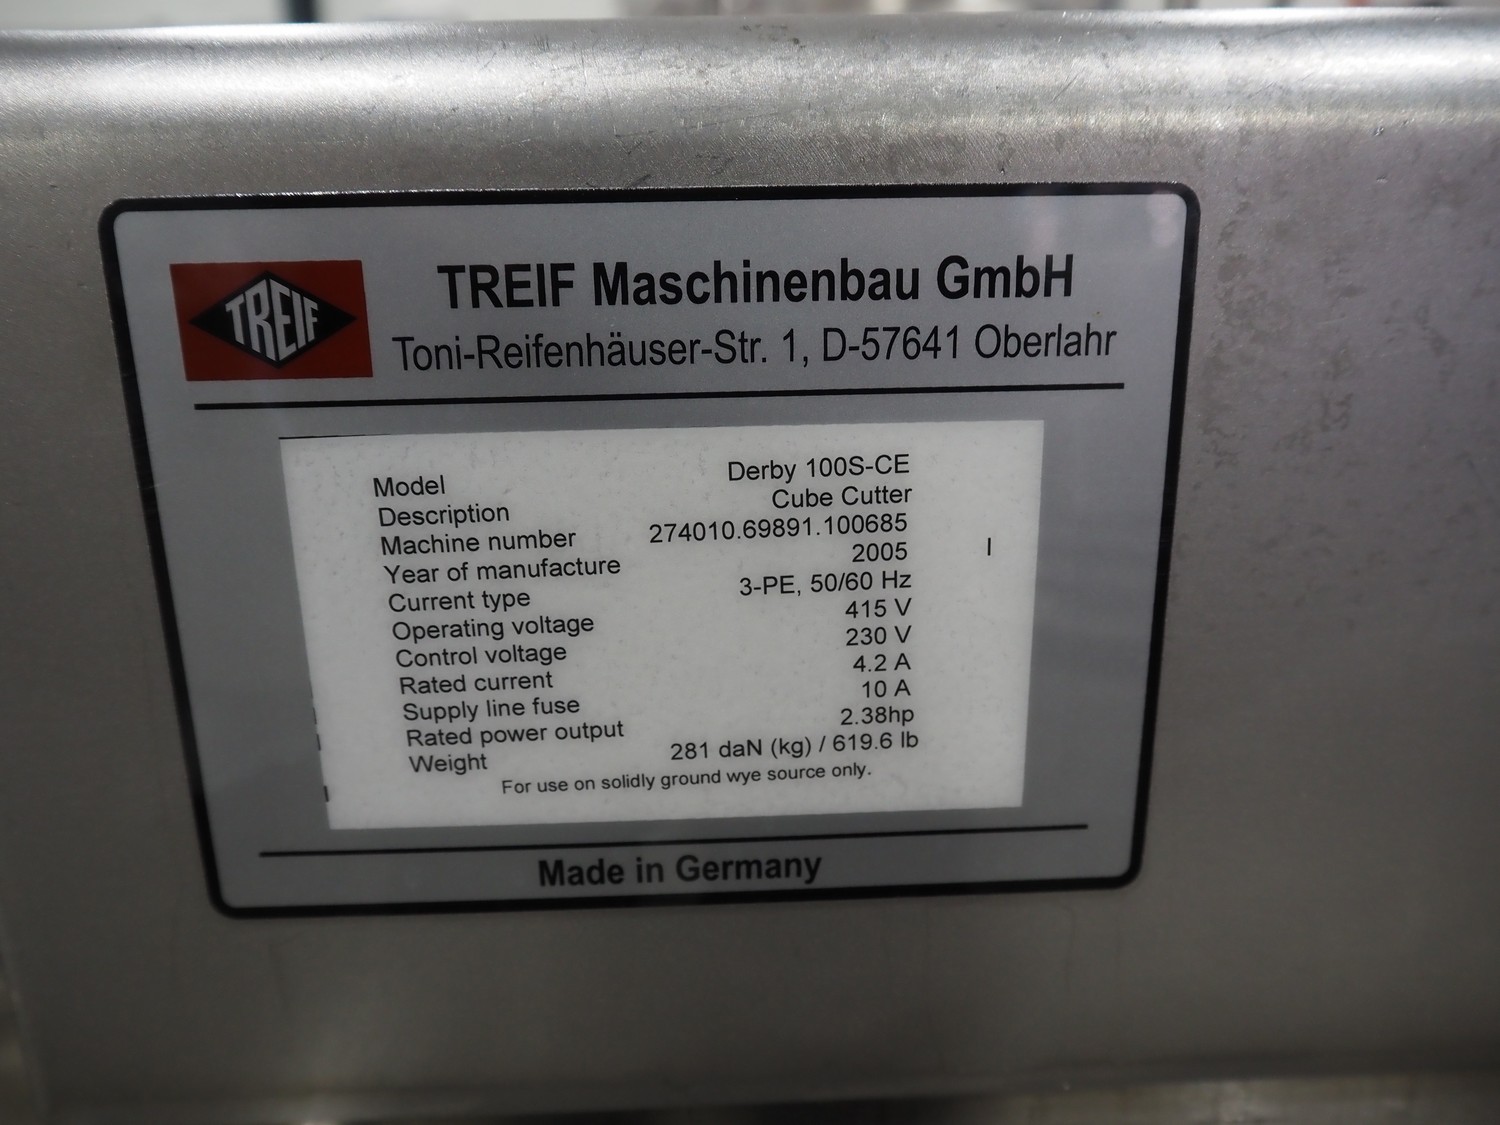 TREIF
TREIF Maschinenbau GmbH
Toni-Reifenhäuser-Str. 1, D-57641 Oberlahr
Model Derby 100S-CE
Description Cube Cutter
Machine number 274010.69891.100685
Year of manufacture 2005
Current type 3-PE, 50/60 Hz
Operating voltage 415 V
Control voltage 230 V
Rated current 4.2 A
Supply line fuse 10 A
Rated power output 2.38hp
Weight 281 daN (kg) / 619.6 lb
For use on solidly ground wye source only.
Made in Germany